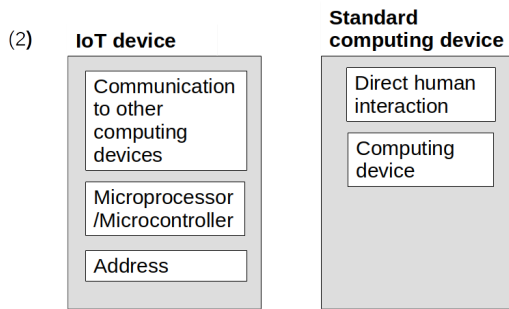 (2)
IoT device
Communication
to other
computing
devices
Microprocessor
/Microcontroller
Address
Standard
computing device
Direct human
interaction
Computing
device